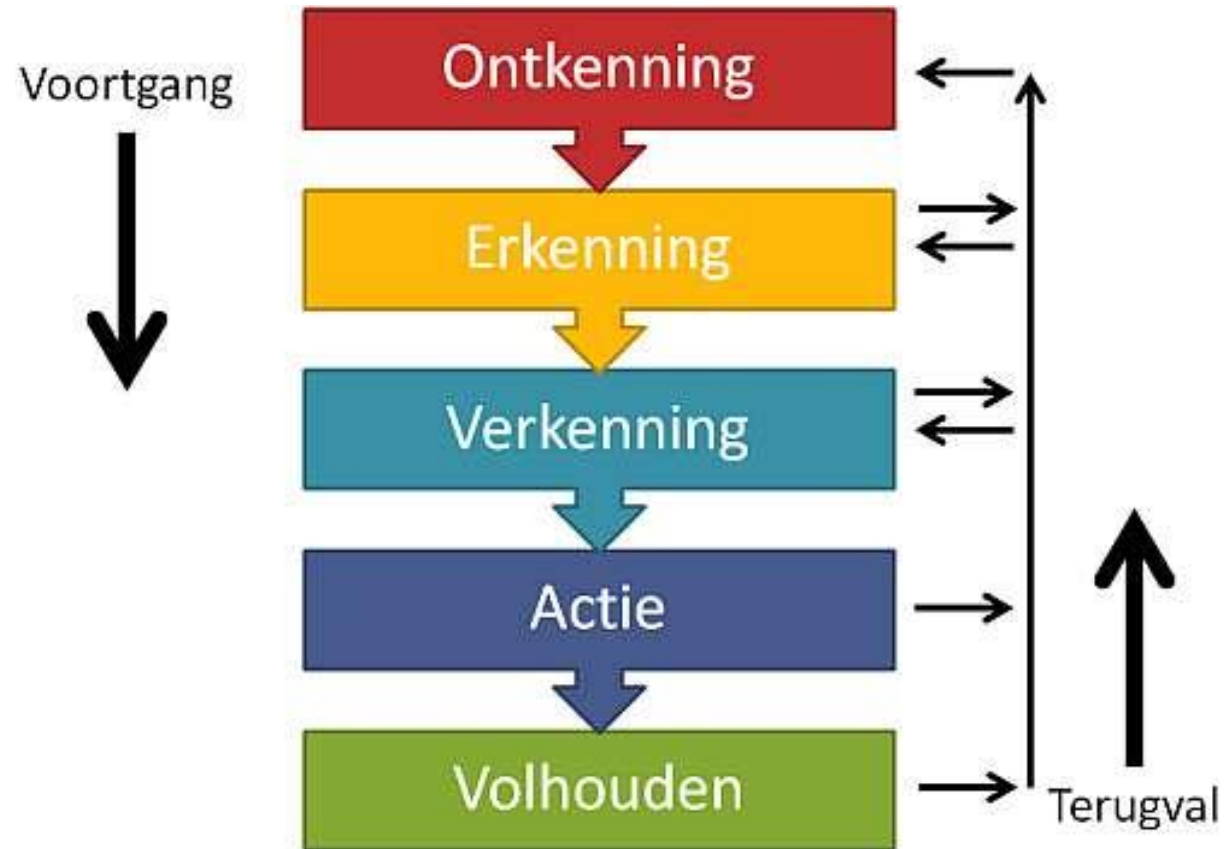 Voortgang
Ontkenning
Erkenning
Verkenning
Actie
Volhouden
Terugval